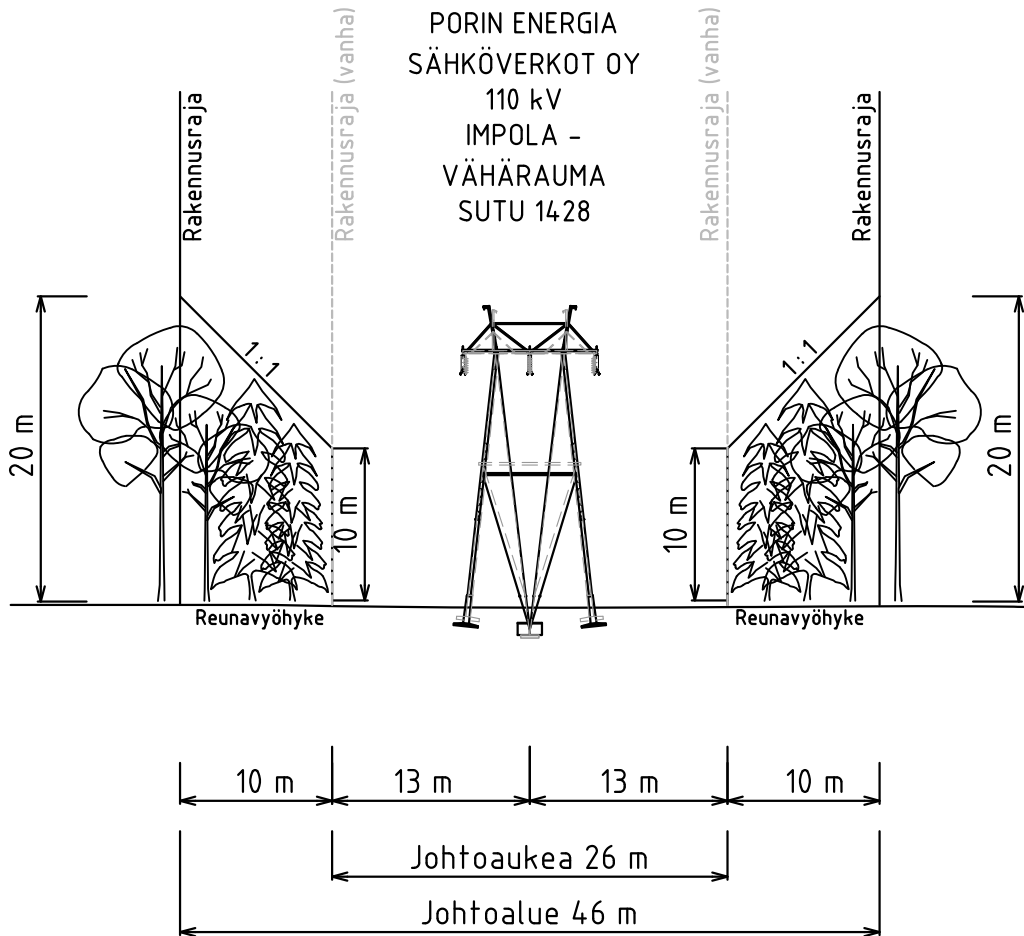 PORIN ENERGIA
SÄHKÖVERKOT OY
110 kV
IMPOLA -
VÄHÄRAUMA
SUTU 1428
Rakennusraja
Rakennusraja (vanha)
Rakennusraja (vanha)
Rakennusraja
1:1
1:1
20 m
10 m
10 m
20 m
Reunavyöhyke
Reunavyöhyke
10 m
13 m
13 m
10 m
Johtoaukea 26 m
Johtoalue 46 m